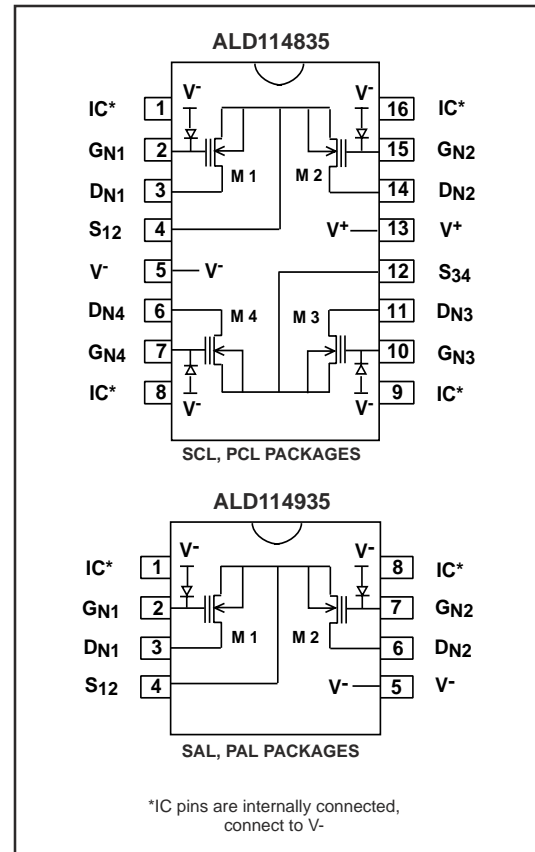 ALD114835
IC* 1 V- V- 16 IC*
GN1 2 M 1 M 2 15 GN2
DN1 3 14 DN2
S12 4 V+ 13 V+
V- 5 V- 12 S34
DN4 6 M 4 M 3 11 DN3
GN4 7 10 GN3
IC* 8 V- V- 9 IC*
SCL, PCL PACKAGES
ALD114935
IC* 1 V- V- 8 IC*
GN1 2 M 1 M 2 7 GN2
DN1 3 6 DN2
S12 4 V- 5 V-
SAL, PAL PACKAGES
*IC pins are internally connected,
connect to V-